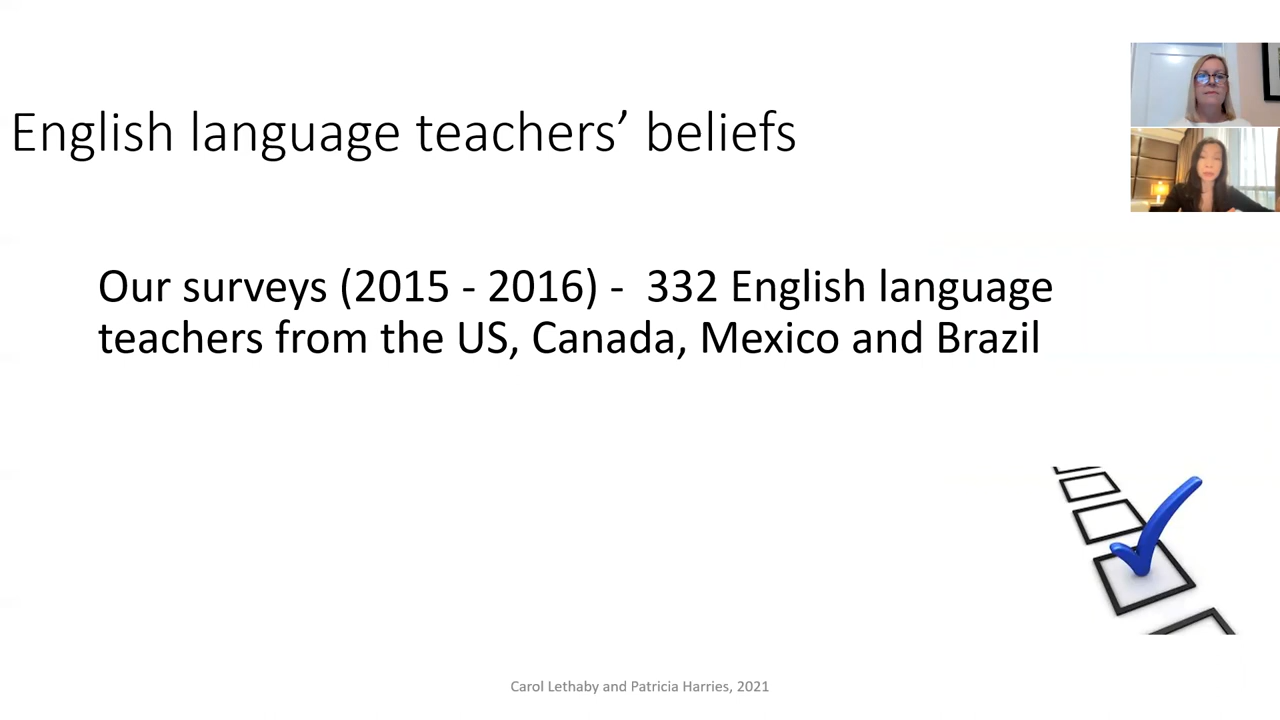 English language teachers’ beliefs
Our surveys (2015 - 2016) -  332 English language
teachers from the US, Canada, Mexico and Brazil
Carol Lethaby and Patricia Harries, 2021